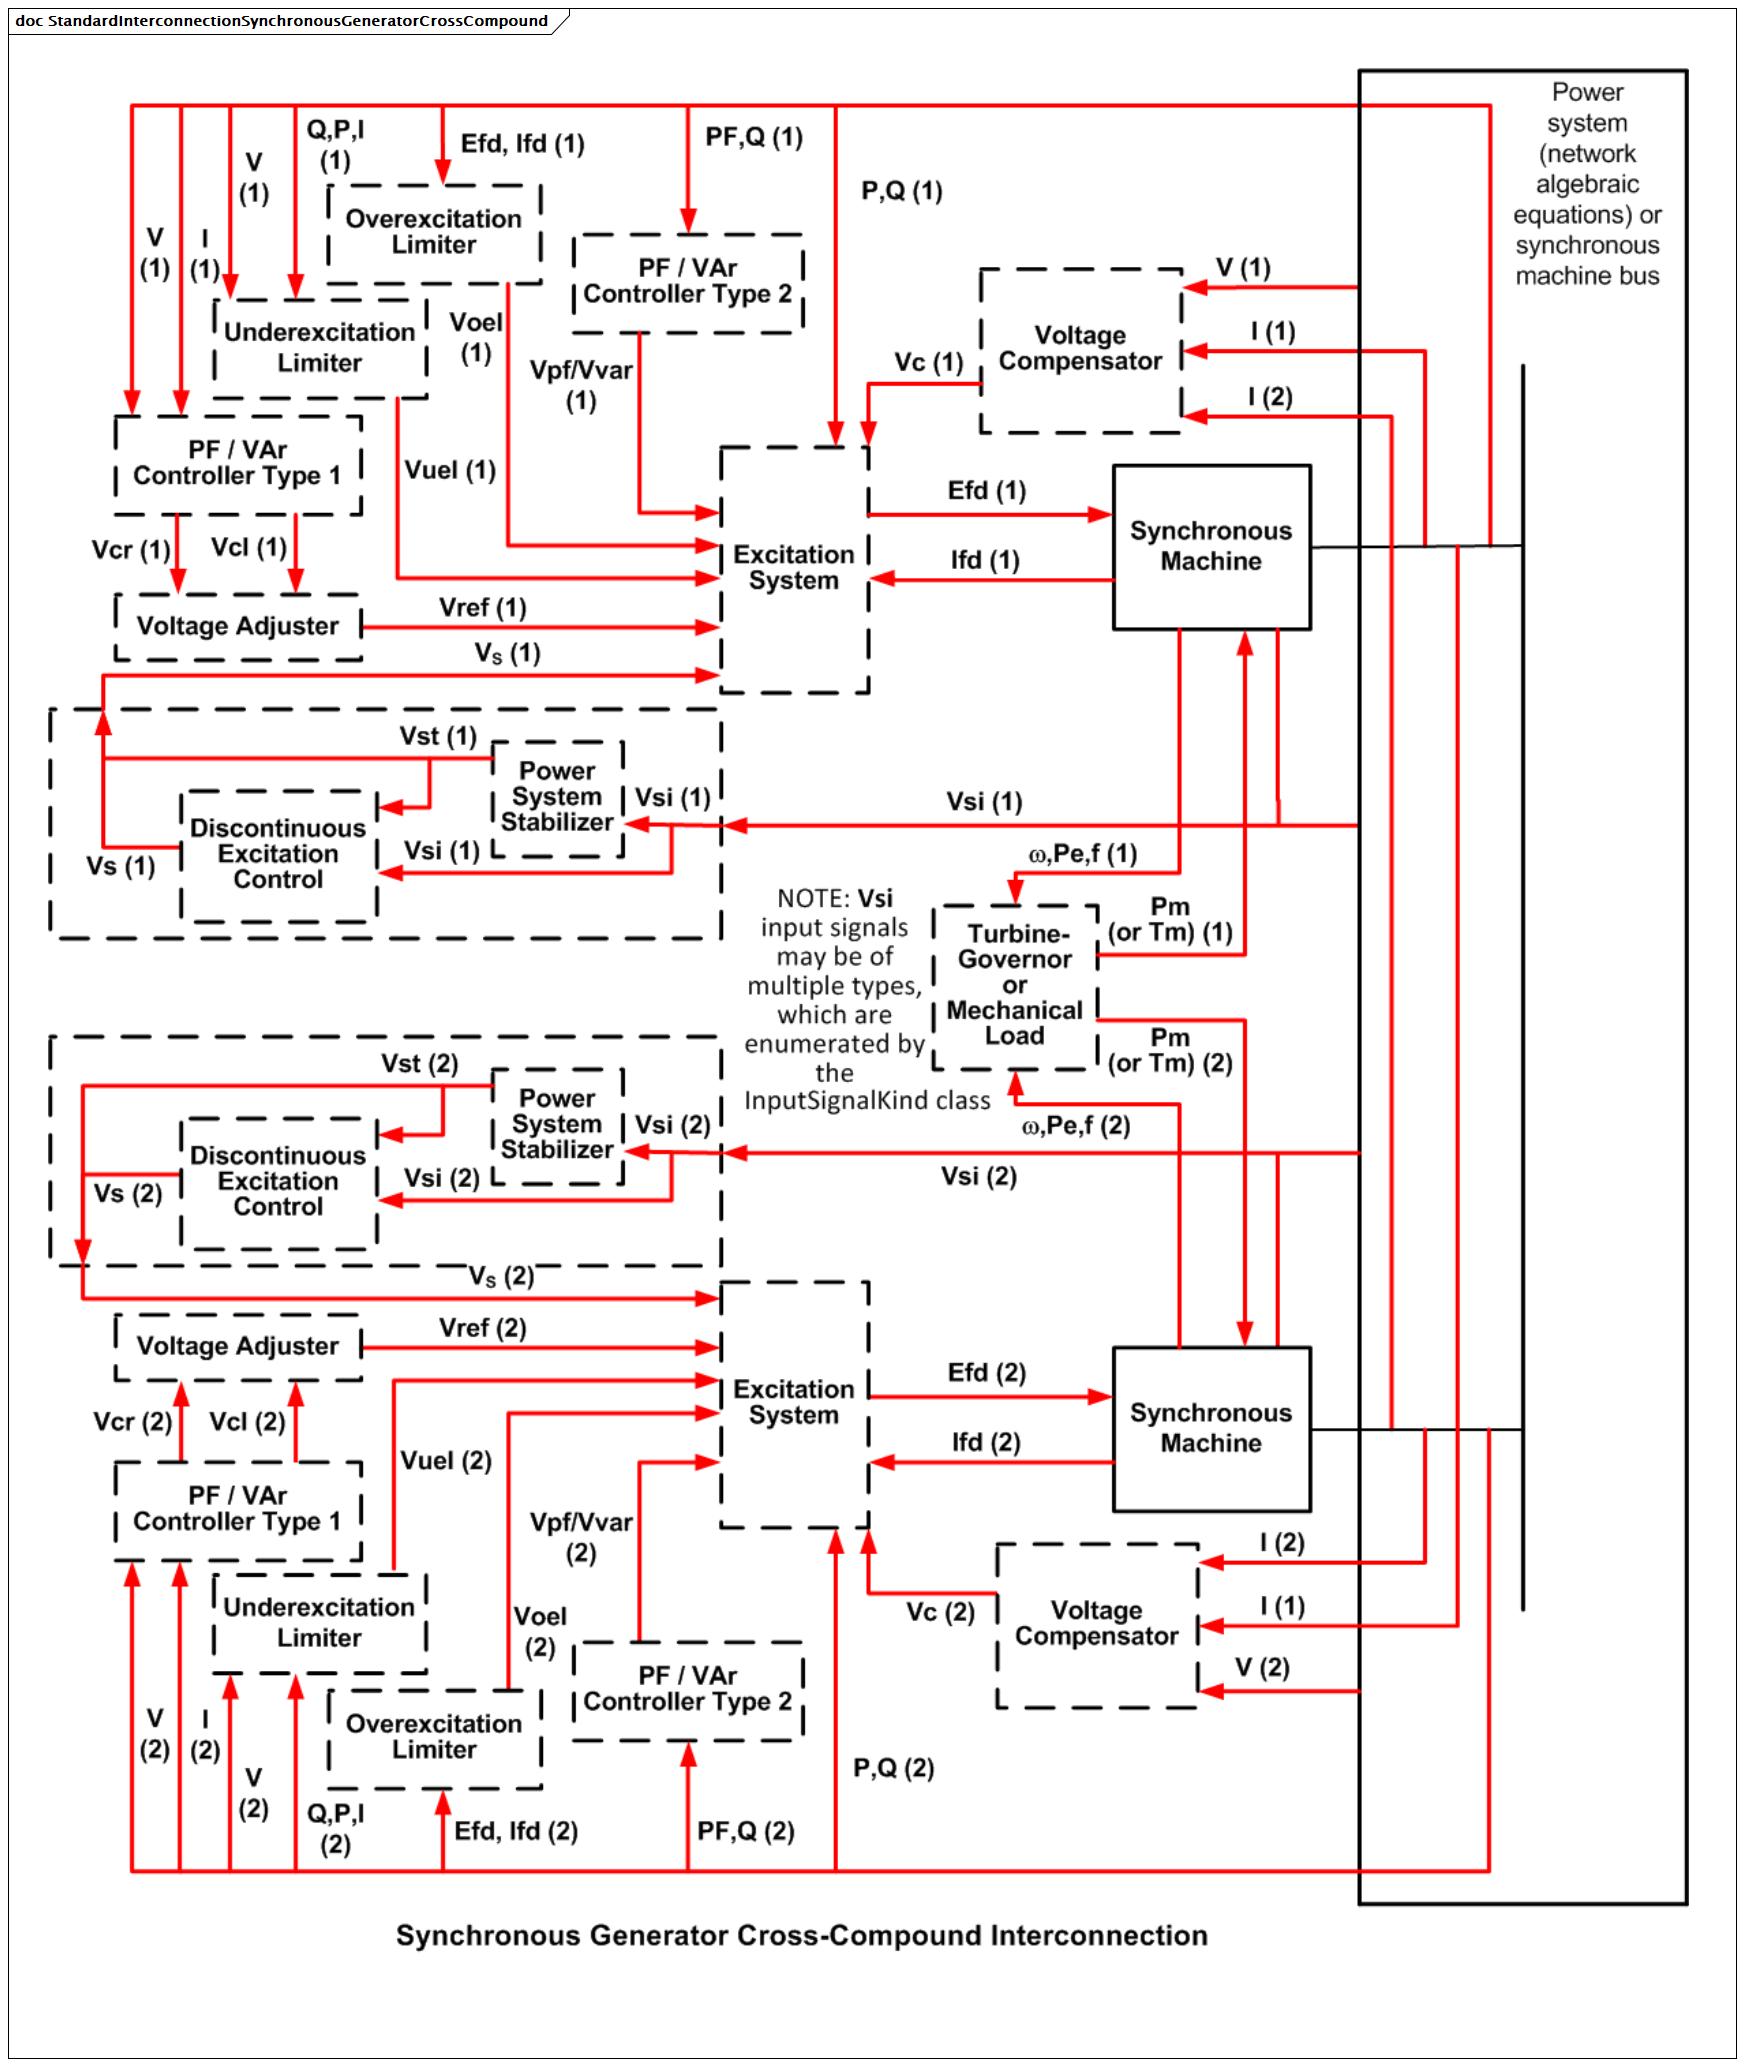 doc StandardInterconnectionSynchronousGeneratorCrossCompound
Power
system
(network
algebraic
equations) or
synchronous
machine bus
Q,P,I
(1)
V
(1)
Efd, Ifd (1)
PF,Q (1)
P,Q (1)
V
(1)
I
(1)
Overexcitation
Limiter
PF / VAr
Controller Type 2
V (1)
I (1)
I (2)
Voltage
Compensator
Vc (1)
Underexcitation
Limiter
Voel
(1)
Vpf/Vvar
(1)
PF / VAr
Controller Type 1
Vuel (1)
Vcr (1)
Vcl (1)
Excitation
System
Efd (1)
Ifd (1)
Synchronous
Machine
Voltage Adjuster
Vref (1)
VS (1)
Vst (1)
Power
System
Stabilizer
Vsi (1)
Vsi (1)
Discontinuous
Excitation
Control
Vsi (1)
Vs (1)
ω,Pe,f (1)
NOTE: Vsi
input signals
may be of
multiple types,
which are
enumerated by
the
InputSignalKind class
Turbine-
Governor
or
Mechanical
Load
Pm
(or Tm) (1)
Pm
(or Tm) (2)
ω,Pe,f (2)
Vst (2)
Power
System
Stabilizer
Vsi (2)
Vsi (2)
Discontinuous
Excitation
Control
Vsi (2)
Vs (2)
VS (2)
Voltage Adjuster
Vref (2)
Excitation
System
Efd (2)
Ifd (2)
Synchronous
Machine
Vcr (2)
Vcl (2)
Vuel (2)
PF / VAr
Controller Type 1
Vpf/Vvar
(2)
I (2)
I (1)
V (2)
Voltage
Compensator
Vc (2)
Underexcitation
Limiter
Voel
(2)
PF / VAr
Controller Type 2
Overexcitation
Limiter
V
(2)
I
(2)
V
(2)
Q,P,I
(2)
Efd, Ifd (2)
PF,Q (2)
P,Q (2)
Synchronous Generator Cross-Compound Interconnection